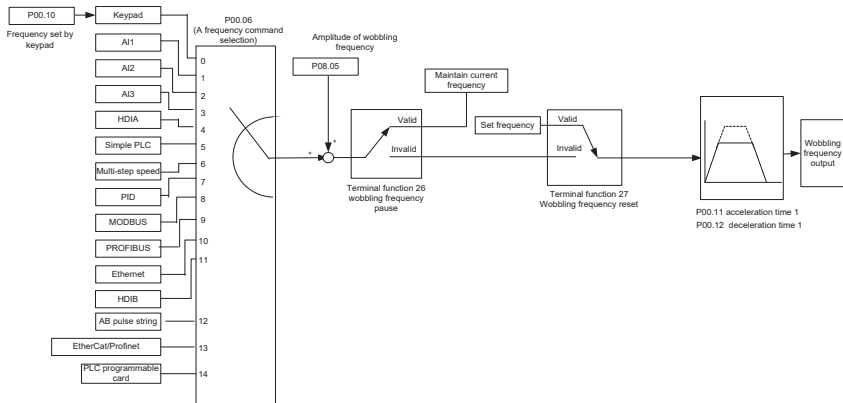 P00.10
Frequency set by
keypad
Keypad
AI1
AI2
AI3
HDIA
Simple PLC
Multi-step speed
PID
MODBUS
PROFIBUS
Ethernet
HDIB
AB pulse string
EtherCat/Profinet
PLC programmable
card
P00.06
(A frequency command
selection)
0
1
2
3
4
5
6
7
8
9
10
11
12
13
14
Amplitude of wobbling
frequency
P08.05
*
*
Maintain current
frequency
Valid
Invalid
Terminal function 26
wobbling frequency
pause
Set frequency
Valid
Invalid
Terminal function 27
Wobbling frequency reset
P00.11 acceleration time 1
P00.12 deceleration time 1
Wobbling
frequency
output